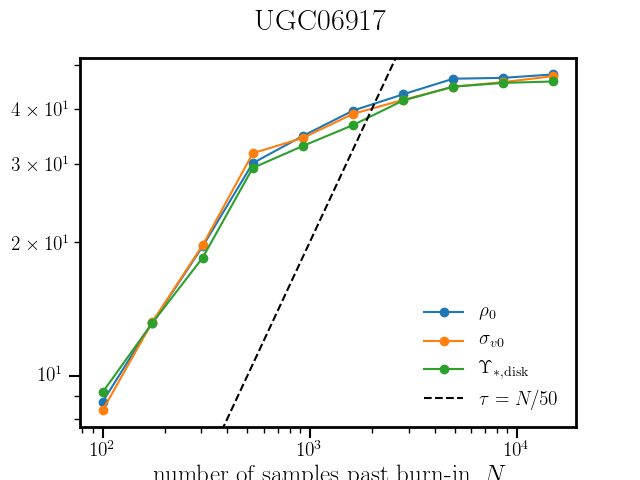 UGC06917
4 × 10¹
3 × 10¹
2 × 10¹
10¹
ρ₀
σᵥ₀
Υ∗,disk
τ = N/50
10² 10³ 10⁴
number of samples past burn-in, N